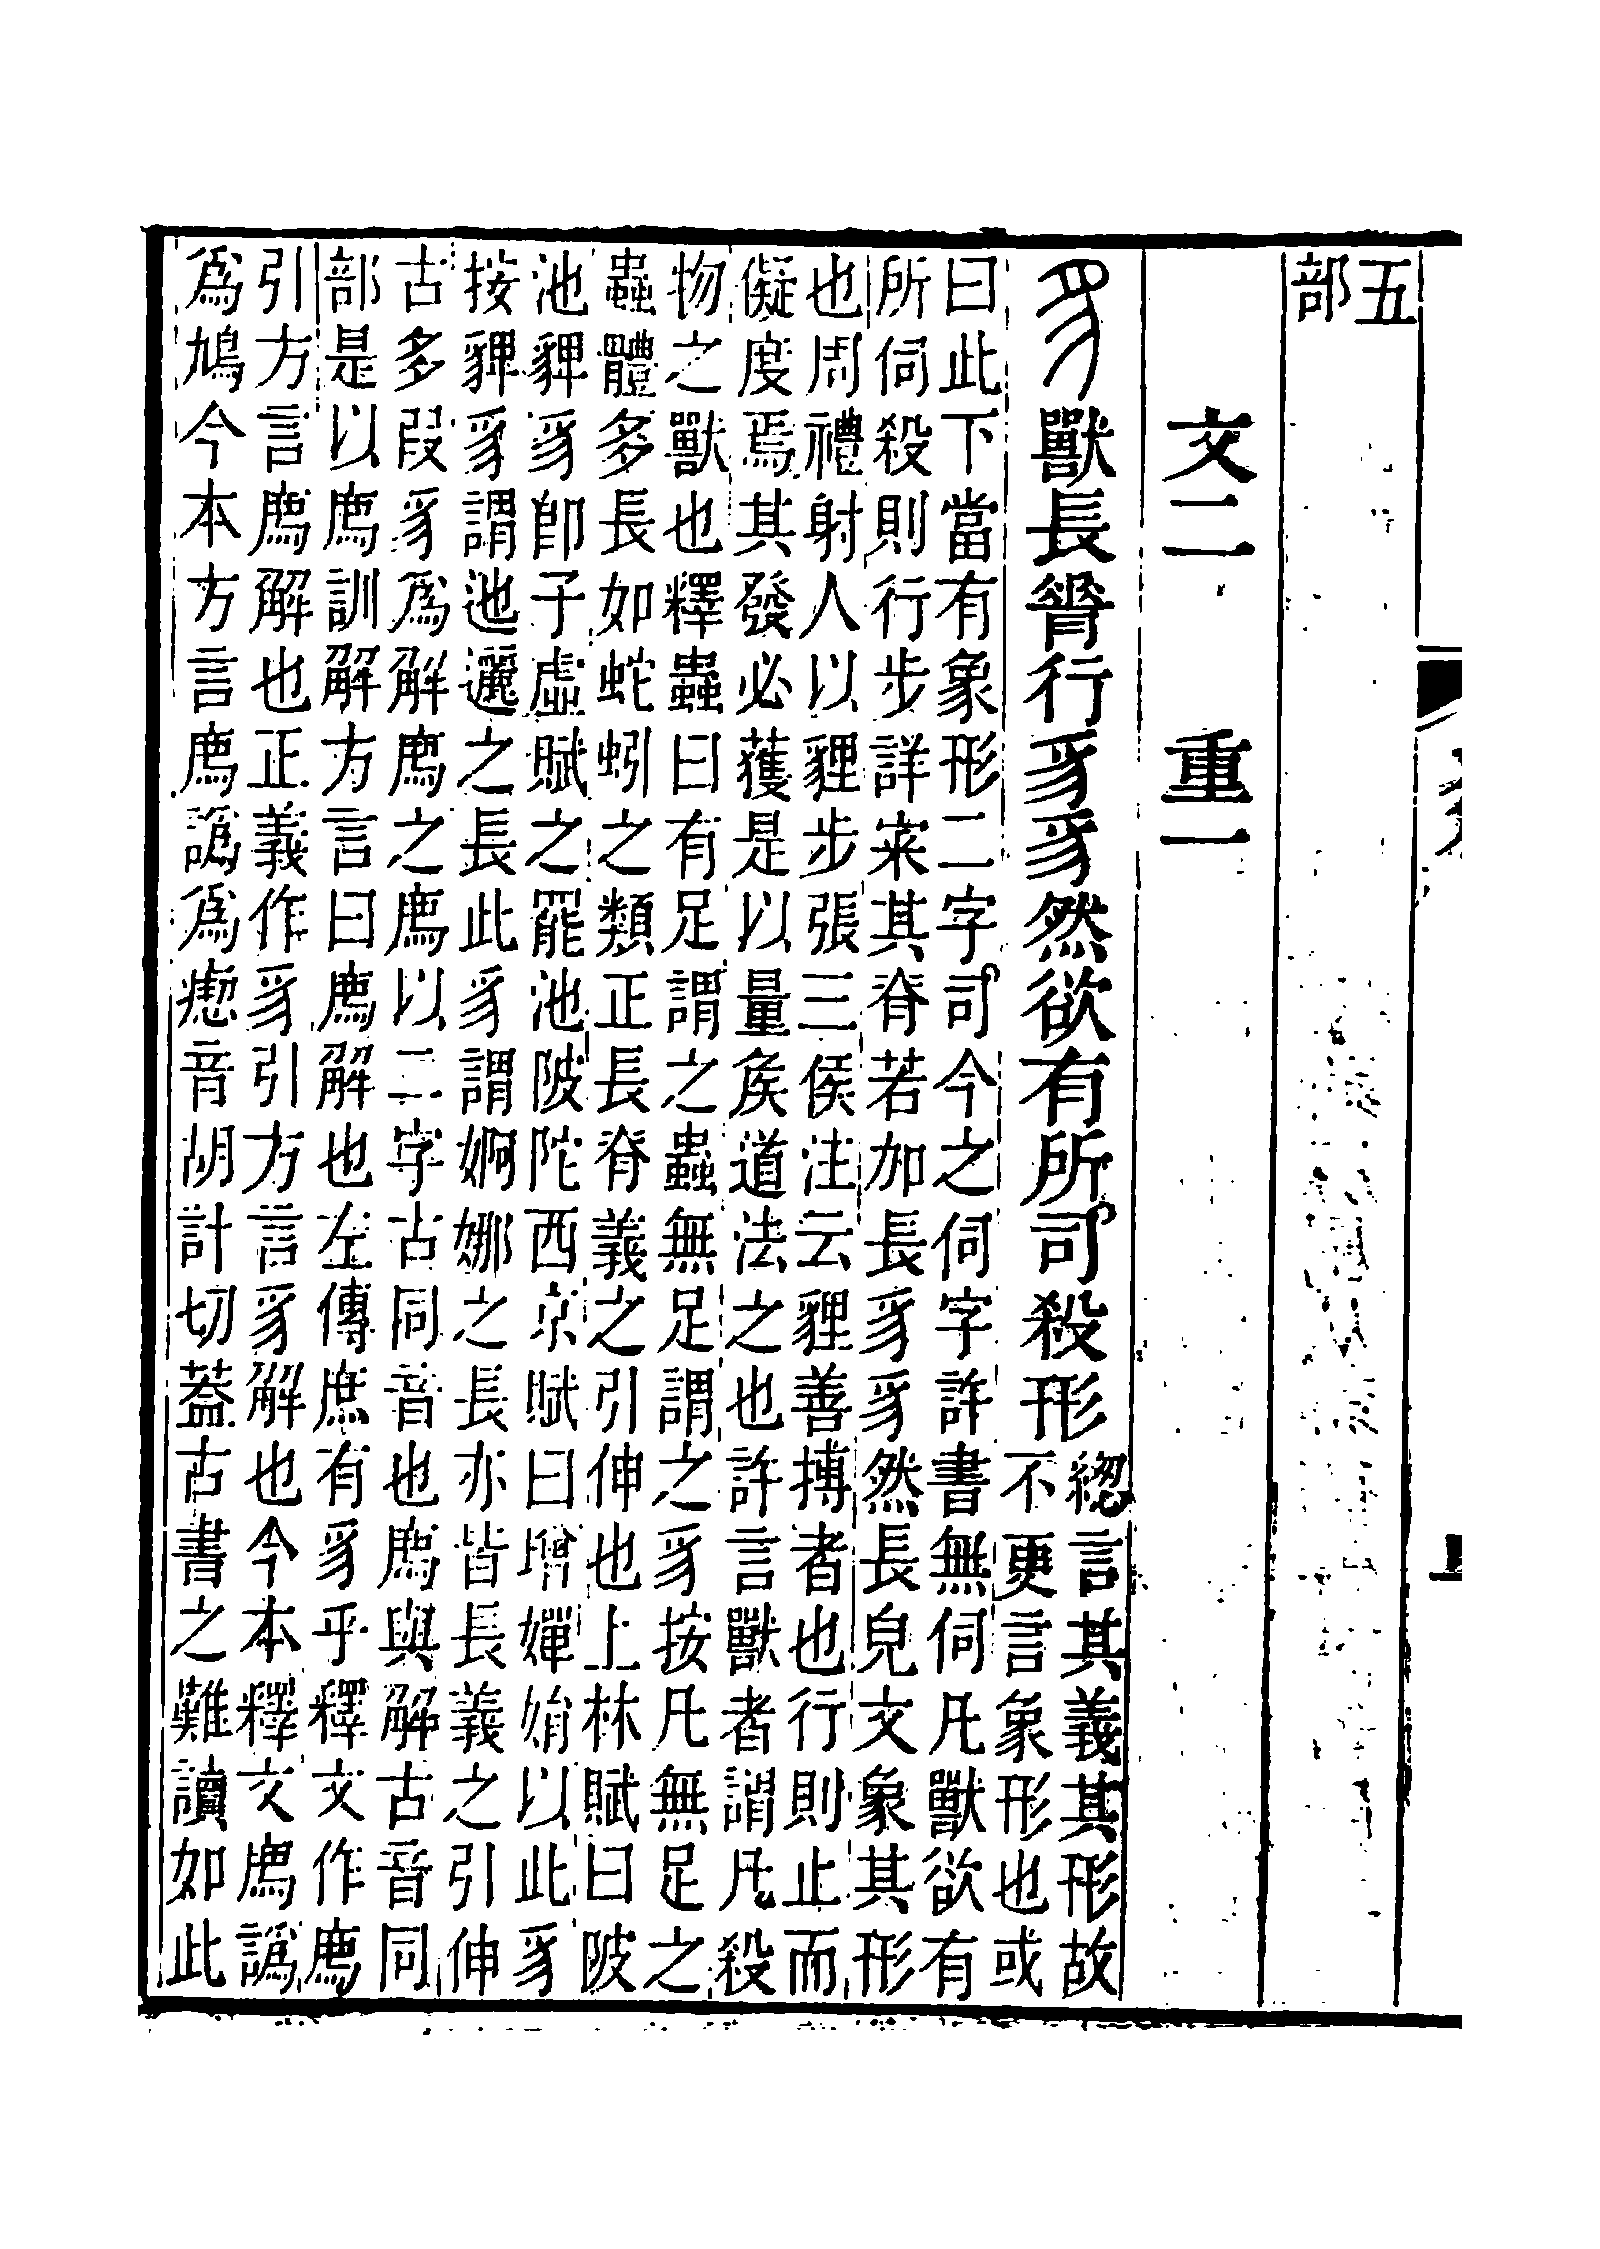 五
部
文二 重一
豸 獸長𦟝行豸豸然欲有所司殺形
總言其義其形故
不更言象形也或
曰此下當有象形二字司今之伺字許書無伺凡獸欲有
所伺殺則行步詳寀其脊若加長豸豸然長皃文象其形
也周禮射人以貍步張三侯注云貍善搏者也行則止而
儗度焉其發必獲是以量矦道法之也許言獸者謂凡殺
物之獸也釋蟲曰有足謂之蟲無足謂之豸按凡無足之
蟲體多長如蛇蚓之類正長脊義之引伸也上林賦曰陂
池貏豸卽子虛賦之罷池陂陀西京賦曰增嬋娟以此豸
按貏豸謂迆邐之長此豸謂婀娜之長亦皆長義之引伸
古多叚豸爲解廌之廌以二字古同音也廌與解古音同
部是以廌訓解方言曰廌解也左傳庶有豸乎釋文作廌
引方言廌解也正義作豸引方言豸解也今本釋文廌譌
爲鳩今本方言廌譌爲瘛音胡計切葢古書之難讀如此